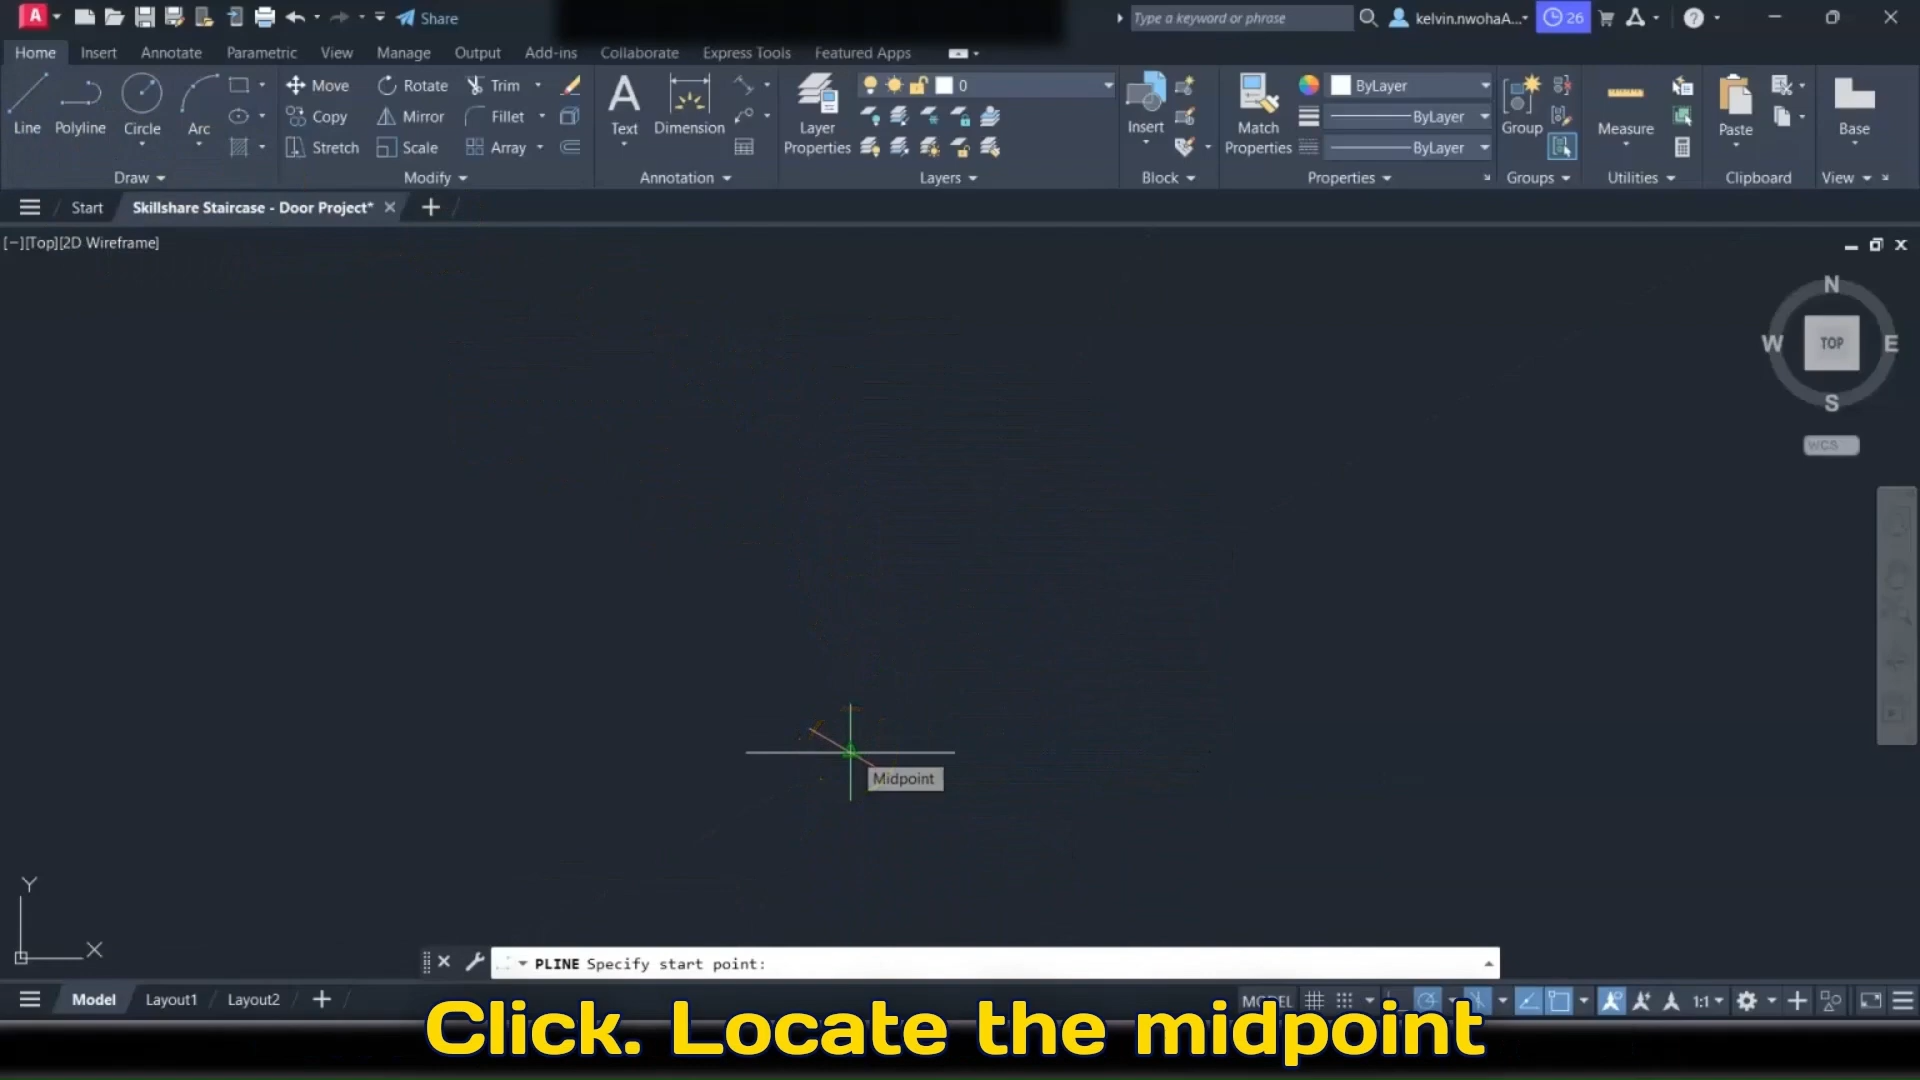 A Share Type a keyword or phrase kelvin.nwohaA... 26
Home Insert Annotate Parametric View Manage Output Add-ins Collaborate Express Tools Featured Apps
Move Rotate Trim 0 ByLayer
Copy Mirror Fillet ByLayer
Line Polyline Circle Arc Text Dimension Layer Properties Insert Match Properties Group Measure Paste Base
Stretch Scale Array ByLayer
Draw Modify Annotation Layers Block Properties Groups Utilities Clipboard View
Start Skillshare Staircase - Door Project*
[−][Top][2D Wireframe]
N
W TOP E
S
WCS
Midpoint
Y
X
PLINE Specify start point:
Model Layout1 Layout2 MODEL 1:1
Click. Locate the midpoint